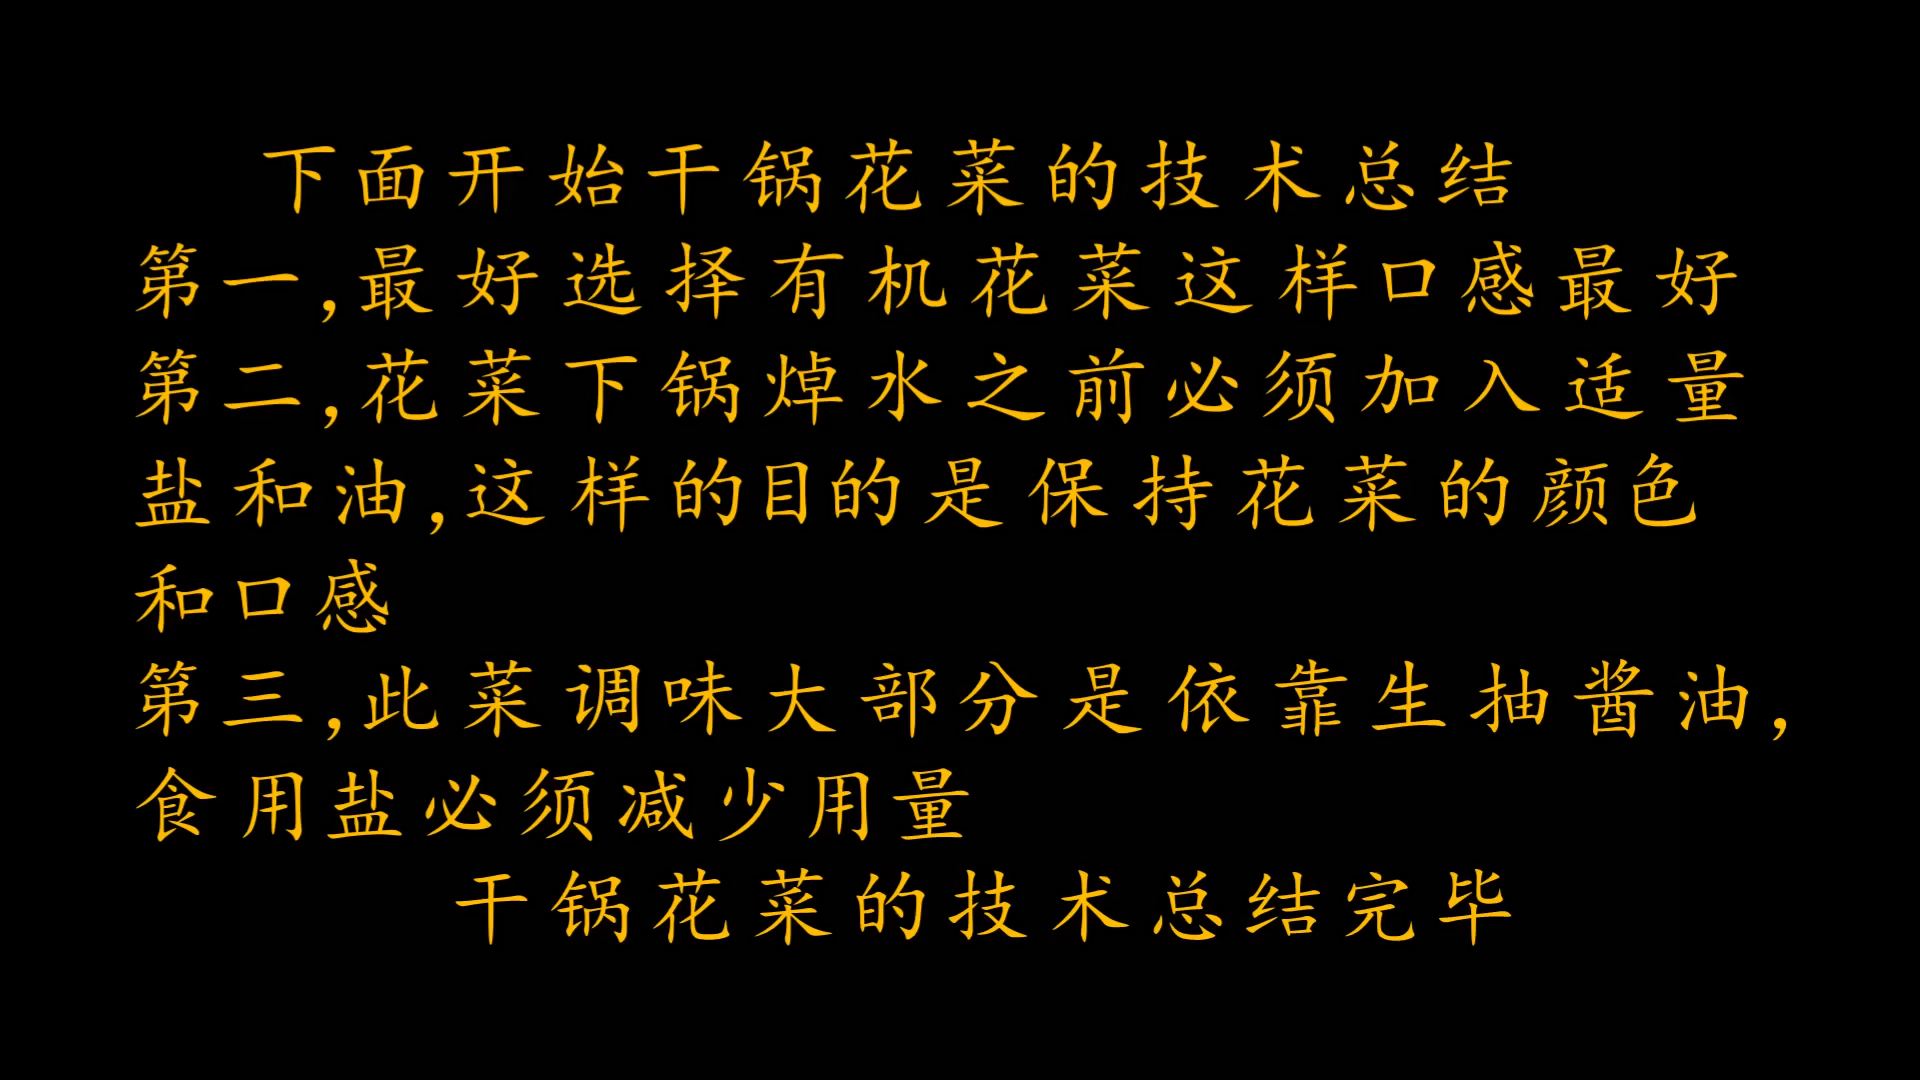 下面开始干锅花菜的技术总结
第一,最好选择有机花菜这样口感最好
第二,花菜下锅焯水之前必须加入适量
盐和油,这样的目的是保持花菜的颜色
和口感
第三,此菜调味大部分是依靠生抽酱油,
食用盐必须减少用量
干锅花菜的技术总结完毕